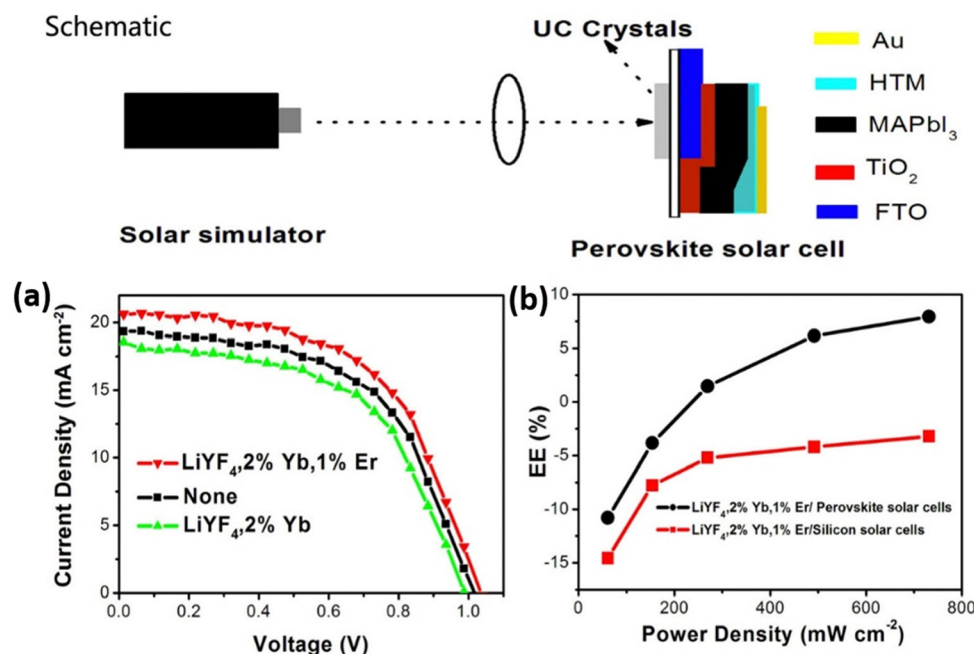 Schematic
UC Crystals
Au
HTM
MAPbI₃
TiO₂
FTO
Solar simulator
Perovskite solar cell
(a)
Current Density (mA cm⁻²)
20
15
10
5
0
LiYF₄,2% Yb,1% Er
None
LiYF₄,2% Yb
0.0 0.2 0.4 0.6 0.8 1.0
Voltage (V)
(b)
EE (%)
10
5
0
-5
-10
-15
LiYF₄,2% Yb,1% Er/ Perovskite solar cells
LiYF₄,2% Yb,1% Er/Silicon solar cells
0 200 400 600 800
Power Density (mW cm⁻²)